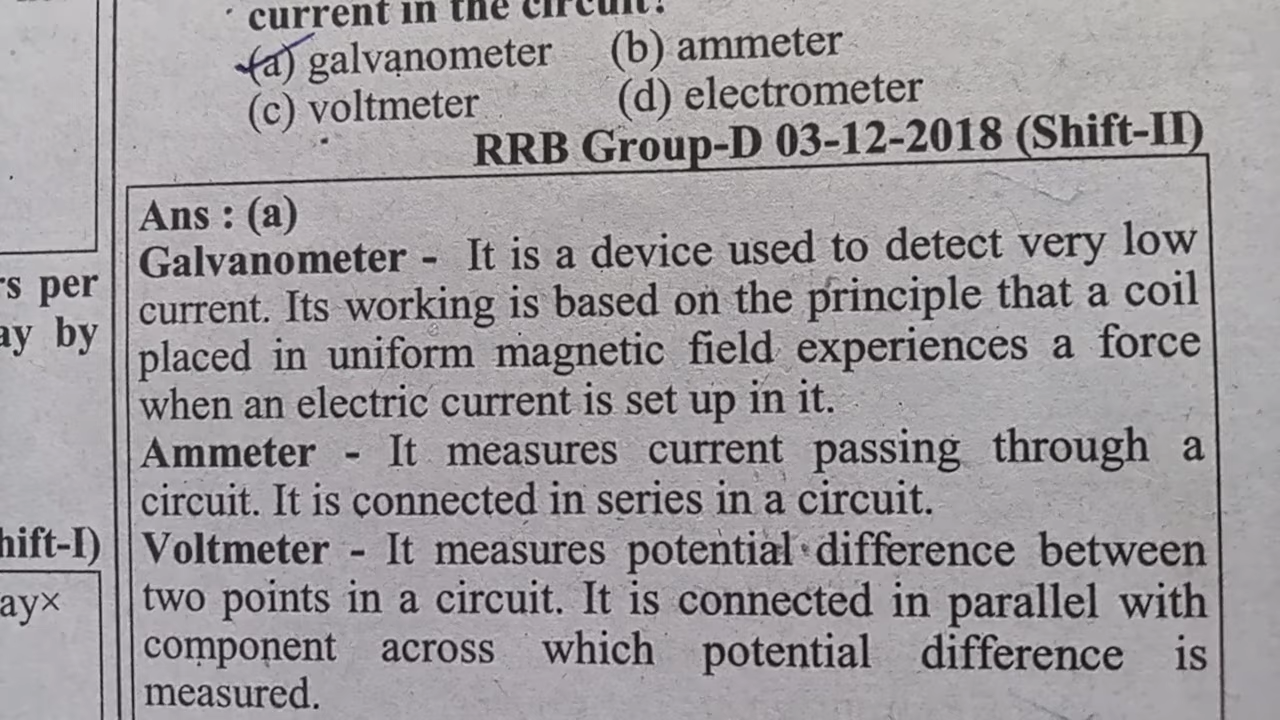 current in the circuit?
(a) galvanometer (b) ammeter
(c) voltmeter (d) electrometer
RRB Group-D 03-12-2018 (Shift-II)
Ans : (a)
Galvanometer - It is a device used to detect very low
current. Its working is based on the principle that a coil
placed in uniform magnetic field experiences a force
when an electric current is set up in it.
Ammeter - It measures current passing through a
circuit. It is connected in series in a circuit.
Voltmeter - It measures potential difference between
two points in a circuit. It is connected in parallel with
component across which potential difference is
measured.
per
by
hift-I)
ay×